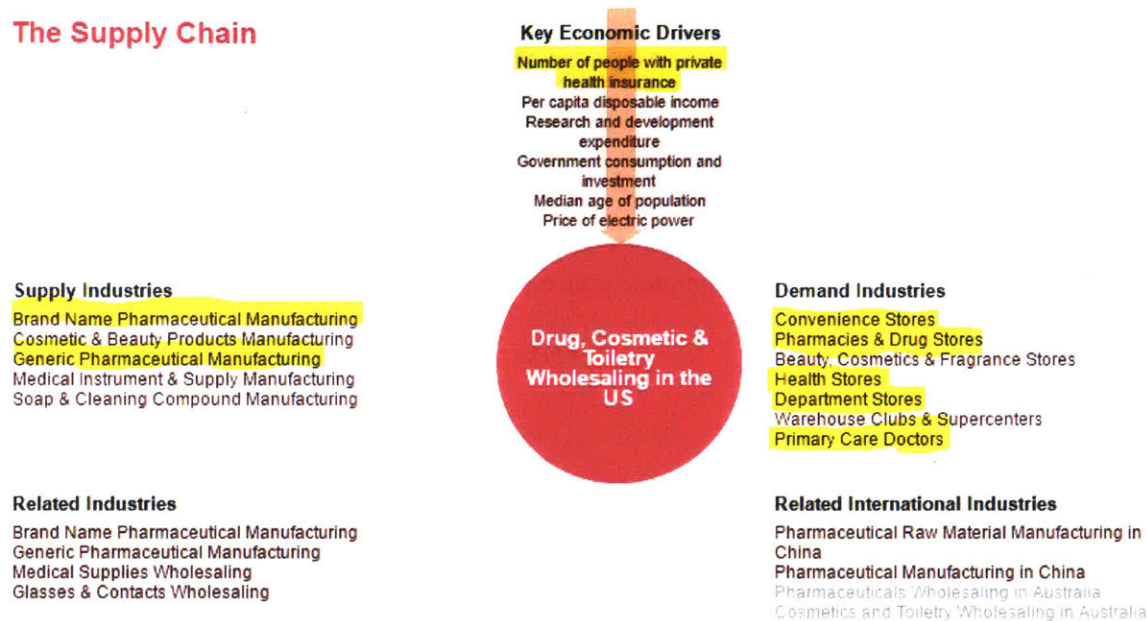 The Supply Chain
Key Economic Drivers
Number of people with private
health insurance
Per capita disposable income
Research and development
expenditure
Government consumption and
investment
Median age of population
Price of electric power
Supply Industries
Brand Name Pharmaceutical Manufacturing
Cosmetic & Beauty Products Manufacturing
Generic Pharmaceutical Manufacturing
Medical Instrument & Supply Manufacturing
Soap & Cleaning Compound Manufacturing
Drug, Cosmetic &
Toiletry
Wholesaling in the
US
Demand Industries
Convenience Stores
Pharmacies & Drug Stores
Beauty, Cosmetics & Fragrance Stores
Health Stores
Department Stores
Warehouse Clubs & Supercenters
Primary Care Doctors
Related Industries
Brand Name Pharmaceutical Manufacturing
Generic Pharmaceutical Manufacturing
Medical Supplies Wholesaling
Glasses & Contacts Wholesaling
Related International Industries
Pharmaceutical Raw Material Manufacturing in
China
Pharmaceutical Manufacturing in China
Pharmaceuticals Wholesaling in Australia
Cosmetics and Toiletry Wholesaling in Australia